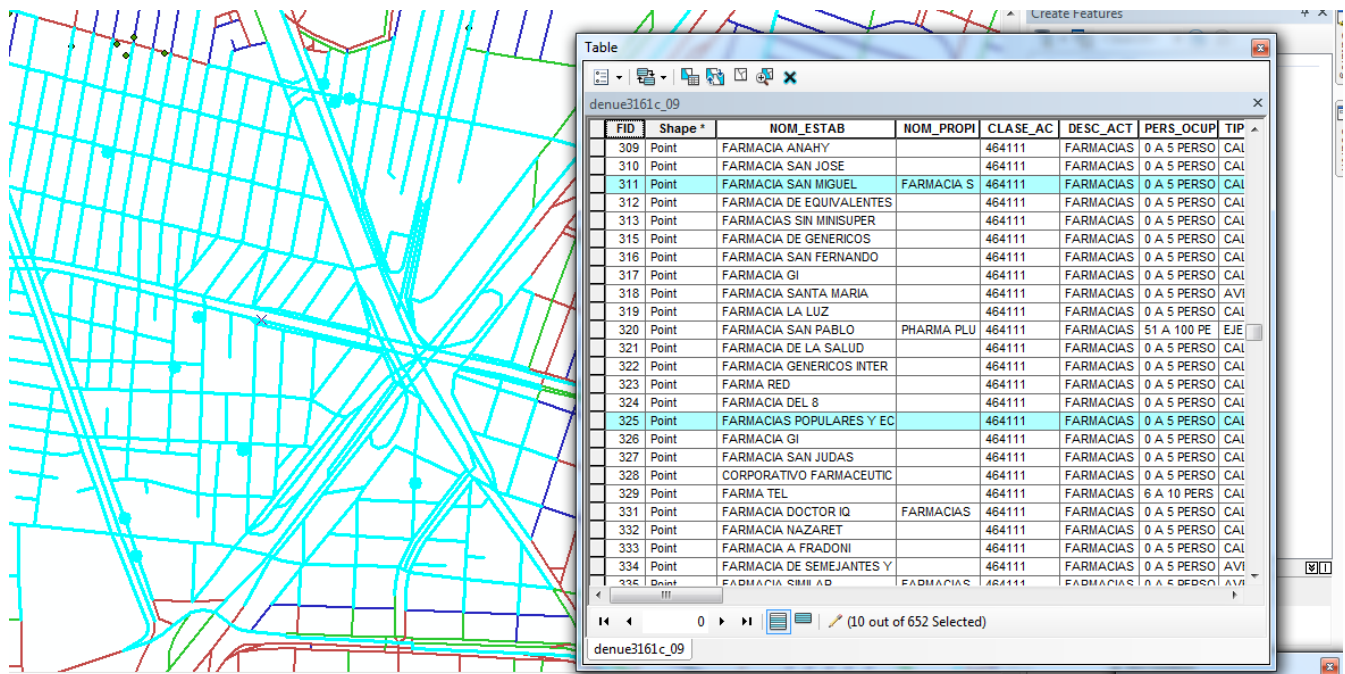 Create Features
Table
denue3161c_09
FID Shape * NOM_ESTAB NOM_PROPI CLASE_AC DESC_ACT PERS_OCUP TIP
309 Point FARMACIA ANAHY 464111 FARMACIAS 0 A 5 PERSO CAL
310 Point FARMACIA SAN JOSE 464111 FARMACIAS 0 A 5 PERSO CAL
311 Point FARMACIA SAN MIGUEL FARMACIA S 464111 FARMACIAS 0 A 5 PERSO CAL
312 Point FARMACIA DE EQUIVALENTES 464111 FARMACIAS 0 A 5 PERSO CAL
313 Point FARMACIAS SIN MINISUPER 464111 FARMACIAS 0 A 5 PERSO CAL
315 Point FARMACIA DE GENERICOS 464111 FARMACIAS 0 A 5 PERSO CAL
316 Point FARMACIA SAN FERNANDO 464111 FARMACIAS 0 A 5 PERSO CAL
317 Point FARMACIA GI 464111 FARMACIAS 0 A 5 PERSO CAL
318 Point FARMACIA SANTA MARIA 464111 FARMACIAS 0 A 5 PERSO AVI
319 Point FARMACIA LA LUZ 464111 FARMACIAS 0 A 5 PERSO CAL
320 Point FARMACIA SAN PABLO PHARMA PLU 464111 FARMACIAS 51 A 100 PE EJE
321 Point FARMACIA DE LA SALUD 464111 FARMACIAS 0 A 5 PERSO CAL
322 Point FARMACIA GENERICOS INTER 464111 FARMACIAS 0 A 5 PERSO CAL
323 Point FARMA RED 464111 FARMACIAS 0 A 5 PERSO CAL
324 Point FARMACIA DEL 8 464111 FARMACIAS 0 A 5 PERSO CAL
325 Point FARMACIAS POPULARES Y EC 464111 FARMACIAS 0 A 5 PERSO CAL
326 Point FARMACIA GI 464111 FARMACIAS 0 A 5 PERSO CAL
327 Point FARMACIA SAN JUDAS 464111 FARMACIAS 0 A 5 PERSO CAL
328 Point CORPORATIVO FARMACEUTIC 464111 FARMACIAS 0 A 5 PERSO CAL
329 Point FARMA TEL 464111 FARMACIAS 6 A 10 PERS CAL
331 Point FARMACIA DOCTOR IQ FARMACIAS 464111 FARMACIAS 0 A 5 PERSO CAL
332 Point FARMACIA NAZARET 464111 FARMACIAS 0 A 5 PERSO CAL
333 Point FARMACIA A FRADONI 464111 FARMACIAS 0 A 5 PERSO CAL
334 Point FARMACIA DE SEMEJANTES Y 464111 FARMACIAS 0 A 5 PERSO AVI
335 Point FARMACIA SIMILAR FARMACIAS 464111 FARMACIAS 0 A 5 PERSO AVI
0 (10 out of 652 Selected)
denue3161c_09